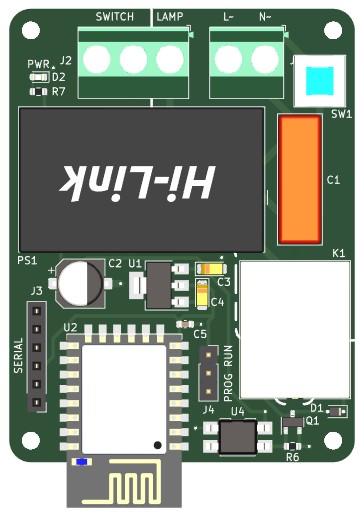 SWITCH LAMP L~ N~
J2 J
PWR.
D2
R7
SW1
Hi-Link
C1
PS1 K1
C2 U1
+
C3
C4
J3
U2 C5
SERIAL
PROG RUN
J4 U4 D1
Q1
R6